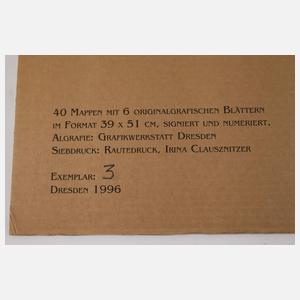 40 Mappen mit 6 originalgrafischen Blättern
im Format 39 x 51 cm, signiert und numeriert.
Algrafie: Grafikwerkstatt Dresden
Siebdruck: Rautedruck, Irina Clausznitzer
Exemplar: 3
Dresden 1996